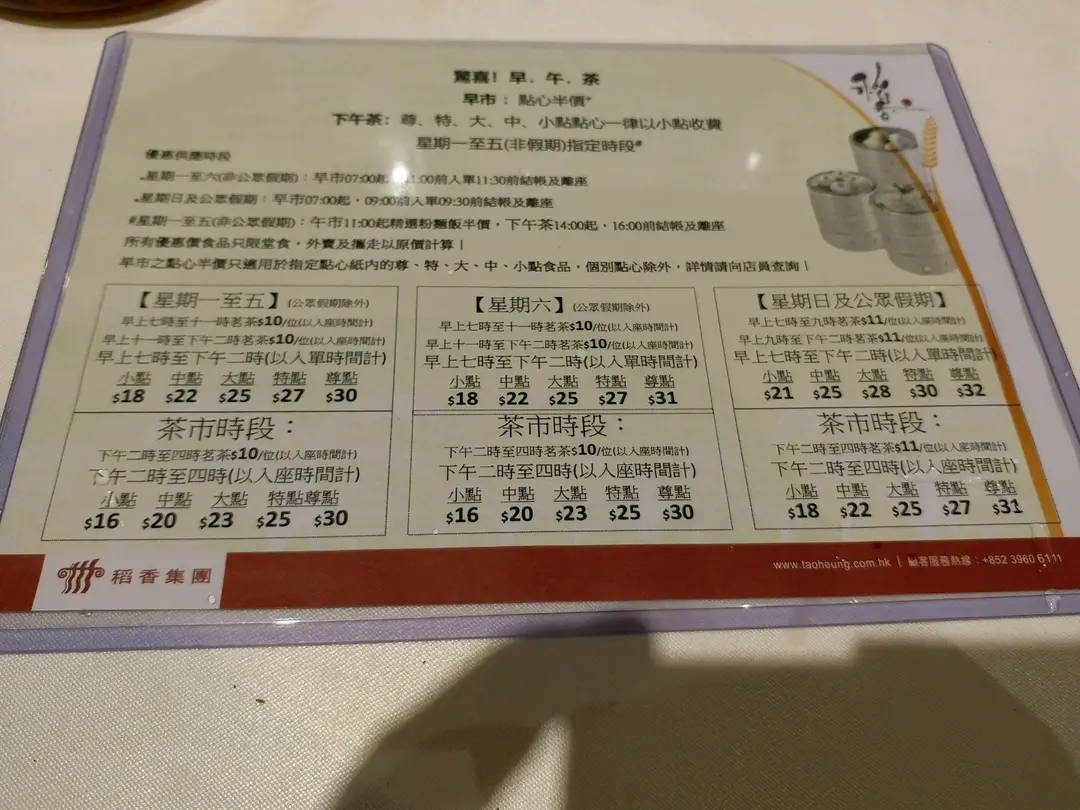 驚喜! 早．午．茶
早市： 點心半價*
下午茶： 尊、特、大、中、小點點心一律以小點收費
星期一至五(非假期)指定時段#
優惠供應時段
*星期一至六(非公眾假期)：早市07:00起，11:00前入單11:30前結帳及離座
*星期日及公眾假期：早市07:00起，09:00前入單09:30前結帳及離座
#星期一至五(非公眾假期)：午市11:00起精選粉麵飯半價，下午茶14:00起，16:00前結帳及離座
所有優惠價食品只限堂食，外賣及攜走以原價計算！
早市之點心半價只適用於指定點心紙內的尊、特、大、中、小點食品，個別點心除外，詳情請向店員查詢！
【星期一至五】(公眾假期除外)
早上七時至十一時茗茶$10/位(以入座時間計)
早上十一時至下午二時茗茶$10/位(以入座時間計)
早上七時至下午二時(以入單時間計)
小點 中點 大點 特點 尊點
$18 $22 $25 $27 $30
茶市時段：
下午二時至四時茗茶$10/位(以入座時間計)
下午二時至四時(以入座時間計)
小點 中點 大點 特點尊點
$16 $20 $23 $25 $30
【星期六】(公眾假期除外)
早上七時至十一時茗茶$10/位(以入座時間計)
早上十一時至下午二時茗茶$10/位(以入座時間計)
早上七時至下午二時(以入單時間計)
小點 中點 大點 特點 尊點
$18 $22 $25 $27 $31
茶市時段：
下午二時至四時茗茶$10/位(以入座時間計)
下午二時至四時(以入座時間計)
小點 中點 大點 特點 尊點
$16 $20 $23 $25 $30
【星期日及公眾假期】
早上七時至九時茗茶$11/位(以入座時間計)
早上九時至下午二時茗茶$11/位(以入座時間計)
早上七時至下午二時(以入單時間計)
小點 中點 大點 特點 尊點
$21 $25 $28 $30 $32
茶市時段：
下午二時至四時茗茶$11/位(以入座時間計)
下午二時至四時(以入座時間計)
小點 中點 大點 特點 尊點
$18 $22 $25 $27 $31
稻香集團
www.taoheung.com.hk | 顧客服務熱線：+852 3960 6111